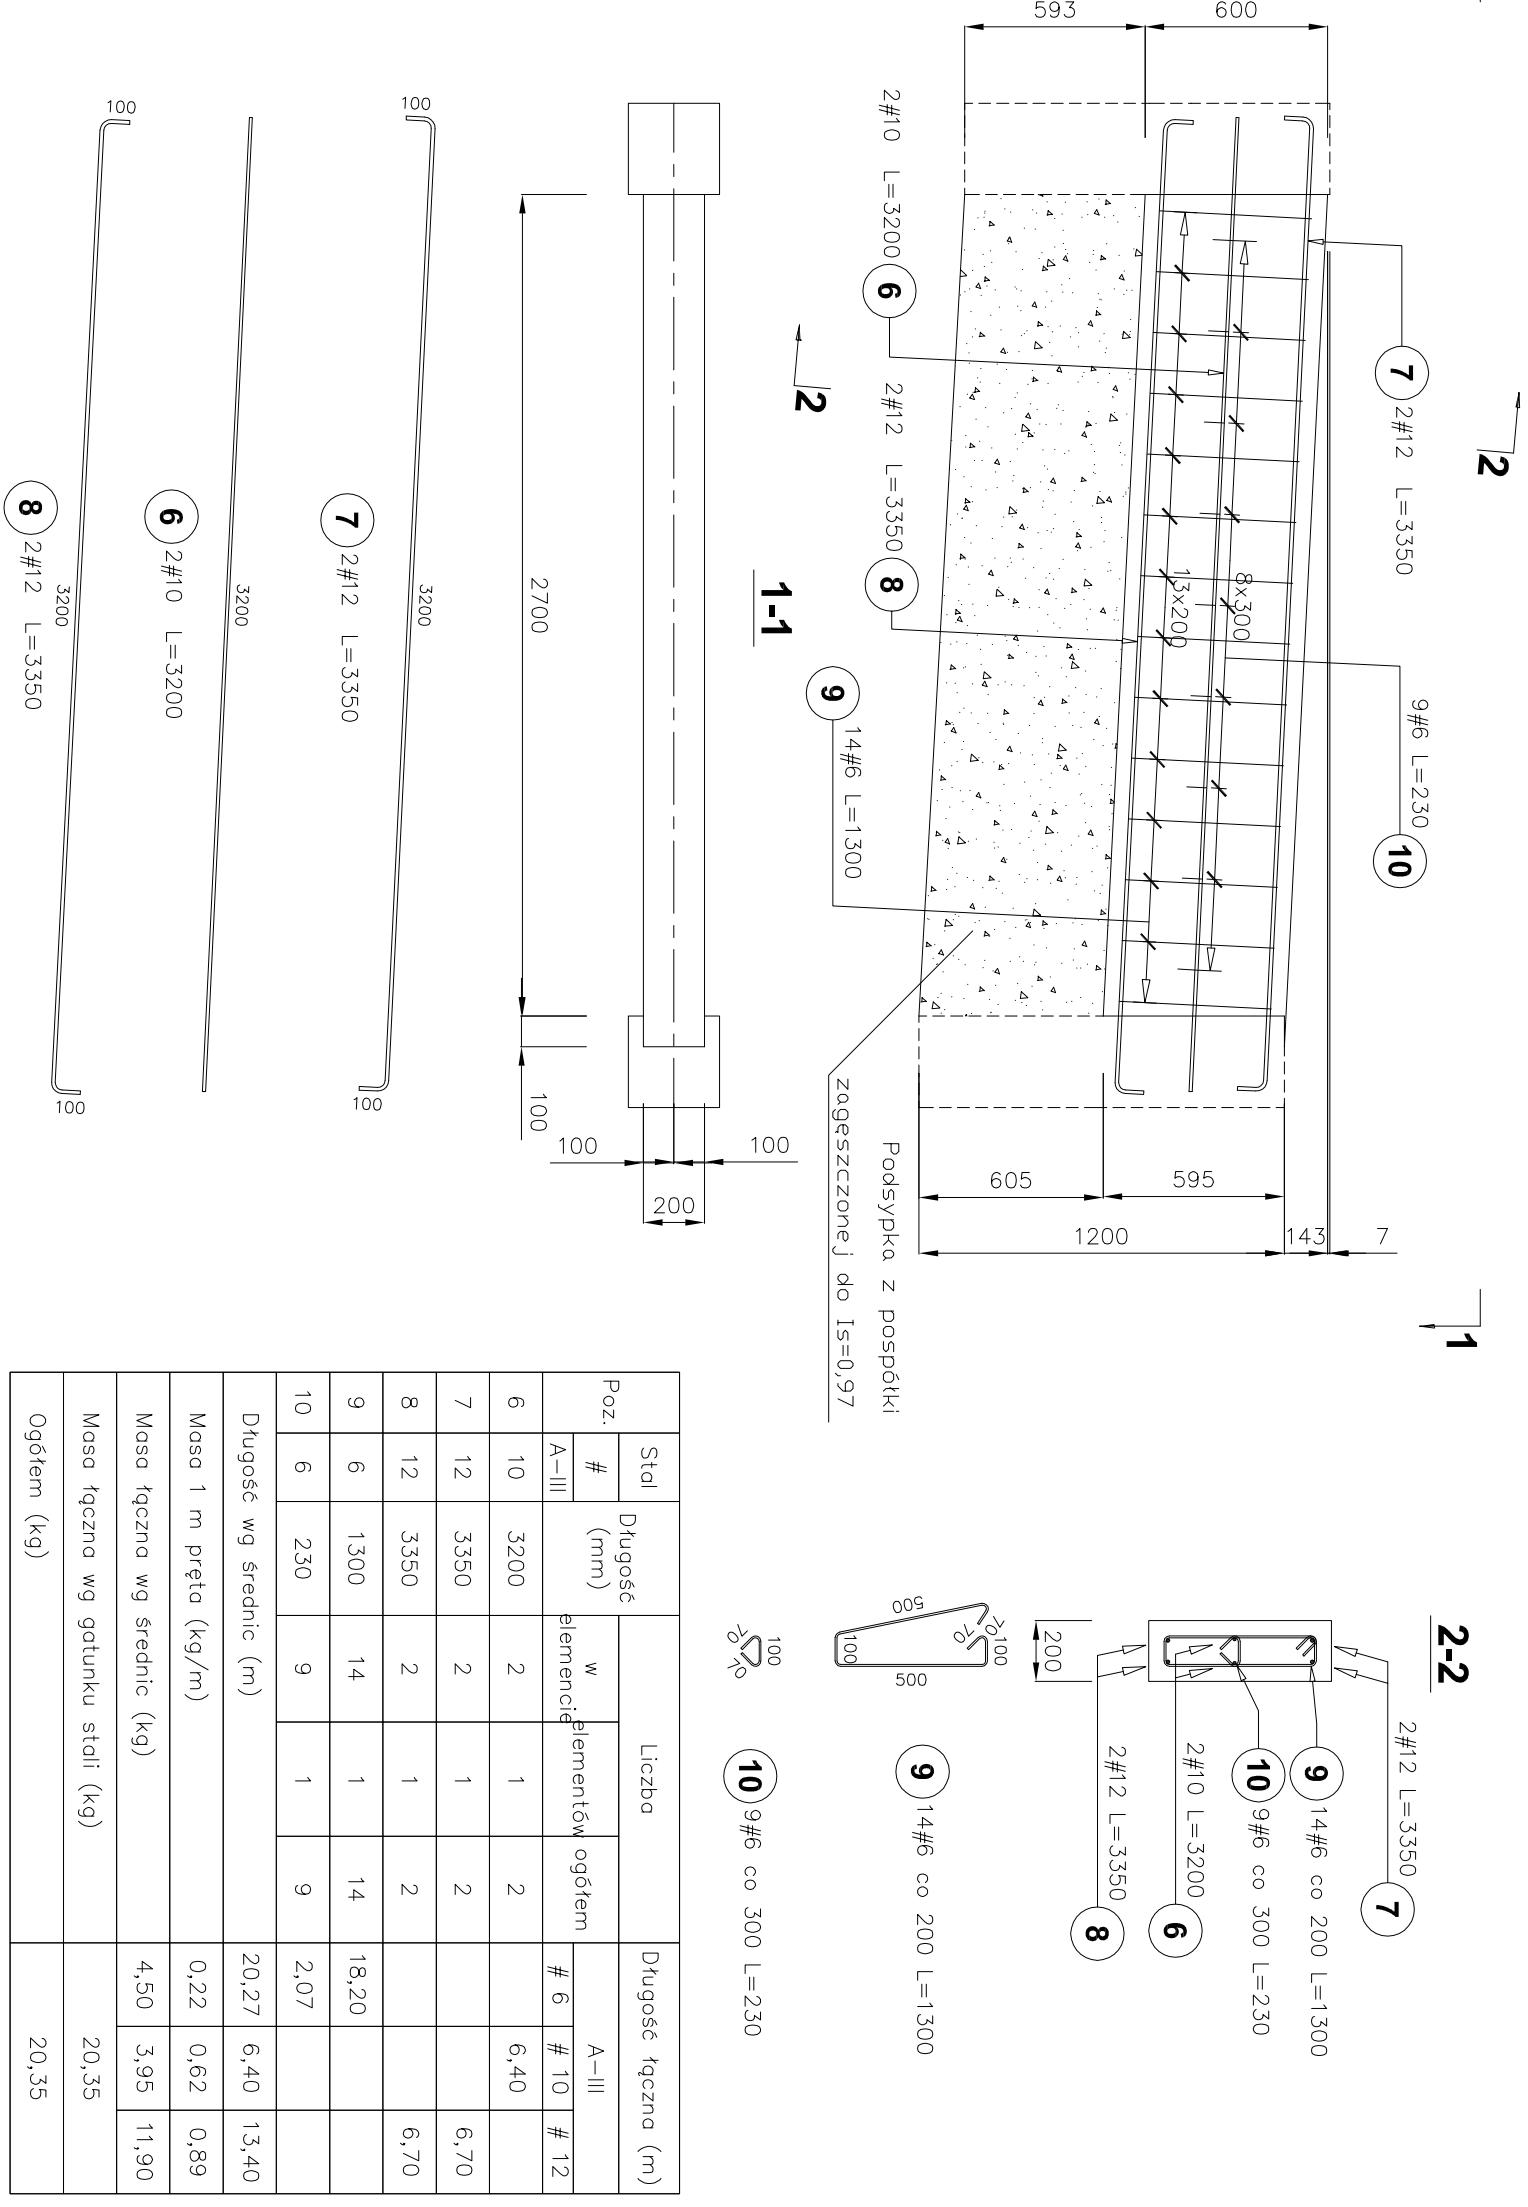 593
600
2#10 L=3200
6
2#12 L=3350
8
7
2#12 L=3350
2
2
8x300
13x200
9#6 L=230
10
9
14#6 L=1300
Podsypka z pospółki
zagęszczonej do Is=0,97
605
595
1200
143
7
1
1-1
2700
100
100
100
200
100
3200
100
7
2#12 L=3350
3200
6
2#10 L=3200
100
3200
100
8
2#12 L=3350
2-2
2#12 L=3350
7
9
14#6 co 200 L=1300
10
9#6 co 300 L=230
2#10 L=3200
6
2#12 L=3350
8
200
500
70
70
100
100
500
9
14#6 co 200 L=1300
100
70
70
10
9#6 co 300 L=230
Poz. Stal Długość (mm) Liczba Długość łączna (m)
# w elemencie elementów ogółem A-III
A-III # 6 # 10 # 12
6 10 3200 2 1 2 6,40
7 12 3350 2 1 2 6,70
8 12 3350 2 1 2 6,70
9 6 1300 14 1 14 18,20
10 6 230 9 1 9 2,07
Długość wg średnic (m) 20,27 6,40 13,40
Masa 1 m pręta (kg/m) 0,22 0,62 0,89
Masa łączna wg średnic (kg) 4,50 3,95 11,90
Masa łączna wg gatunku stali (kg) 20,35
Ogółem (kg) 20,35